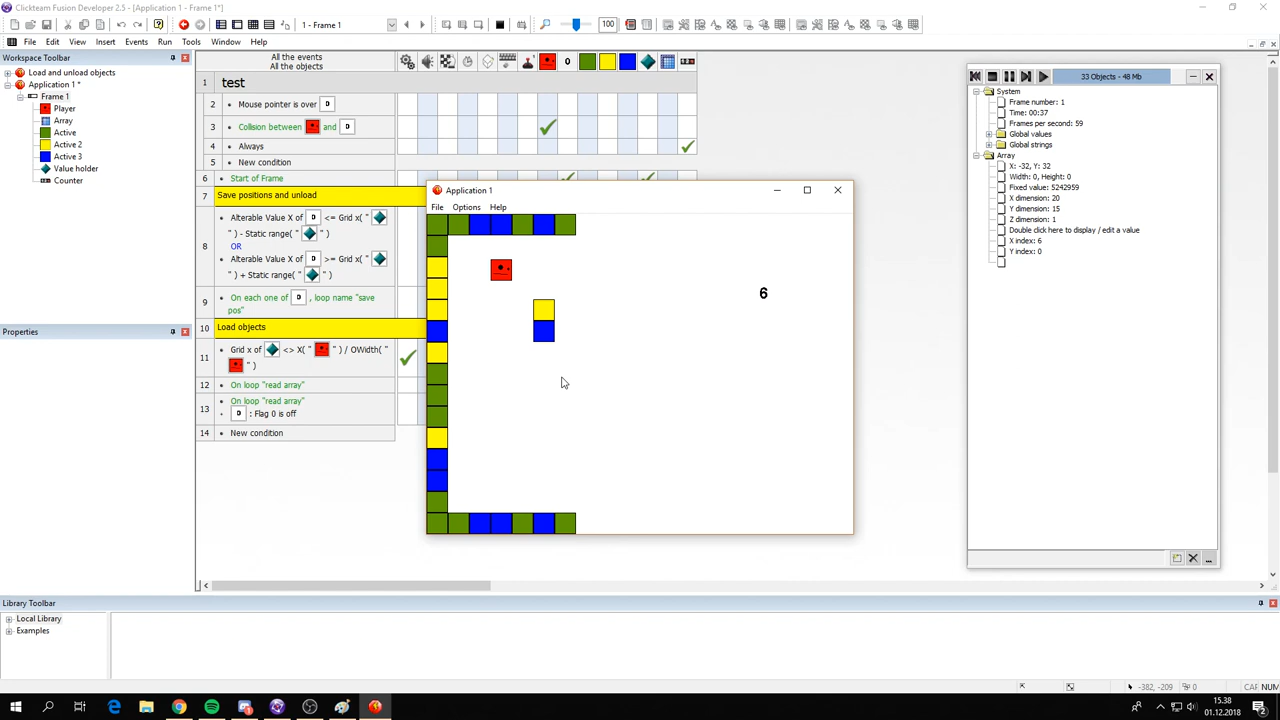 Clickteam Fusion Developer 2.5 - [Application 1 - Frame 1*]
1 - Frame 1
100
File View Insert Events Run Tools Window Help
Workspace Toolbar
Load and unload objects
Application 1 *
Frame 1
Player
Array
Active
Active 2
Active 3
Value holder
Counter
Properties
All the events
All the objects
1 test
2 Mouse pointer is over
3 Collision between and
4 Always
5 New condition
6 Start of Frame
7 Save positions and unload
8 Alterable Value X of <= Grid x( "
" ) - Static range( " " )
OR
Alterable Value X of >= Grid x( "
" ) + Static range( " " )
9 On each one of , loop name "save
pos"
10 Load objects
11 Grid x of <> X( " " ) / OWidth( "
" )
12 On loop "read array"
13 On loop "read array"
: Flag 0 is off
14 New condition
Application 1
File Options Help
6
33 Objects - 48 Mb
System
Frame number: 1
Time: 00:37
Frames per second: 59
Global values
Global strings
Array
X: -32, Y: 32
Width: 0, Height: 0
Fixed value: 5242959
X dimension: 20
Y dimension: 15
Z dimension: 1
Double click here to display / edit a value
X index: 6
Y index: 0
Library Toolbar
Local Library
Examples
-382, -209
0
CAP NUM
15.38
01.12.2018
2